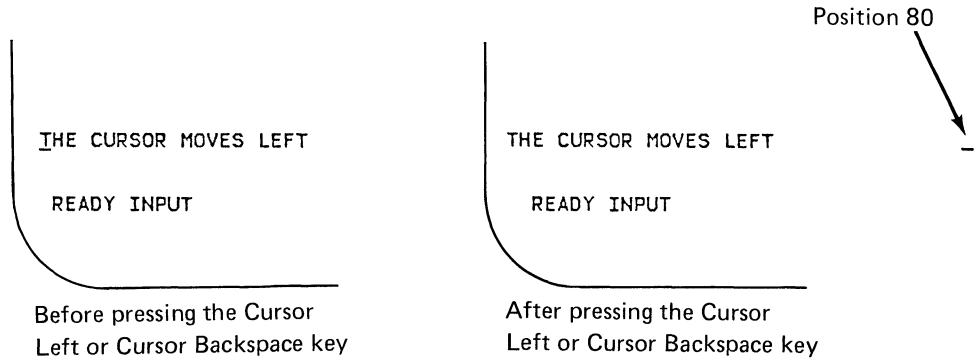 Position 80
THE CURSOR MOVES LEFT
READY INPUT
Before pressing the Cursor
Left or Cursor Backspace key
THE CURSOR MOVES LEFT
READY INPUT
After pressing the Cursor
Left or Cursor Backspace key